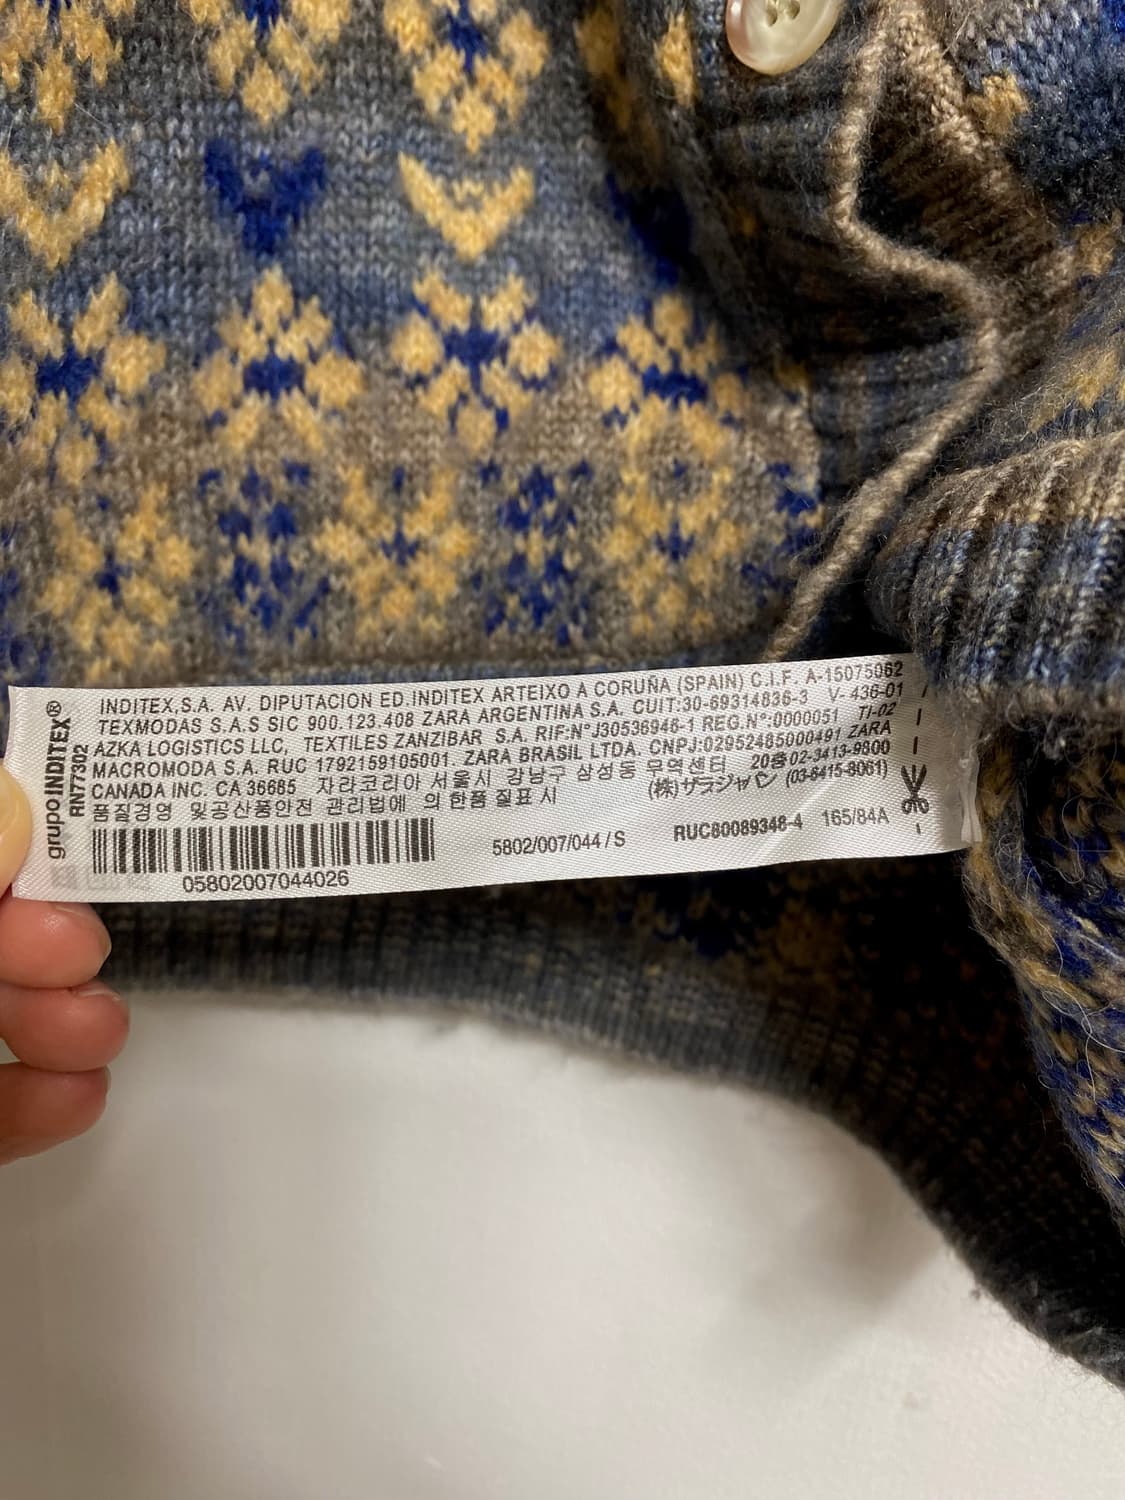 grupo INDITEX®
RN77302
INDITEX,S.A. AV. DIPUTACION ED.INDITEX ARTEIXO A CORUÑA (SPAIN) C.I.F. A-15075062
TEXMODAS S.A.S SIC 900.123.408 ZARA ARGENTINA S.A. CUIT:30-69314836-3 V- 436-01
AZKA LOGISTICS LLC, TEXTILES ZANZIBAR S.A. RIF:N°J30536946-1 REG.N°:0000051 TI-02
MACROMODA S.A. RUC 1792159105001. ZARA BRASIL LTDA. CNPJ:02952485000491 ZARA
CANADA INC. CA 36685 자라코리아 서울시 강남구 삼성동 무역센터 20층 02-3413-9800
품질경영 및공산품안전 관리법에 의한품 질표시 (株)ザラジャパン (03-6415-8061)
5802/007/044/S RUC80089348-4 165/84A
05802007044026